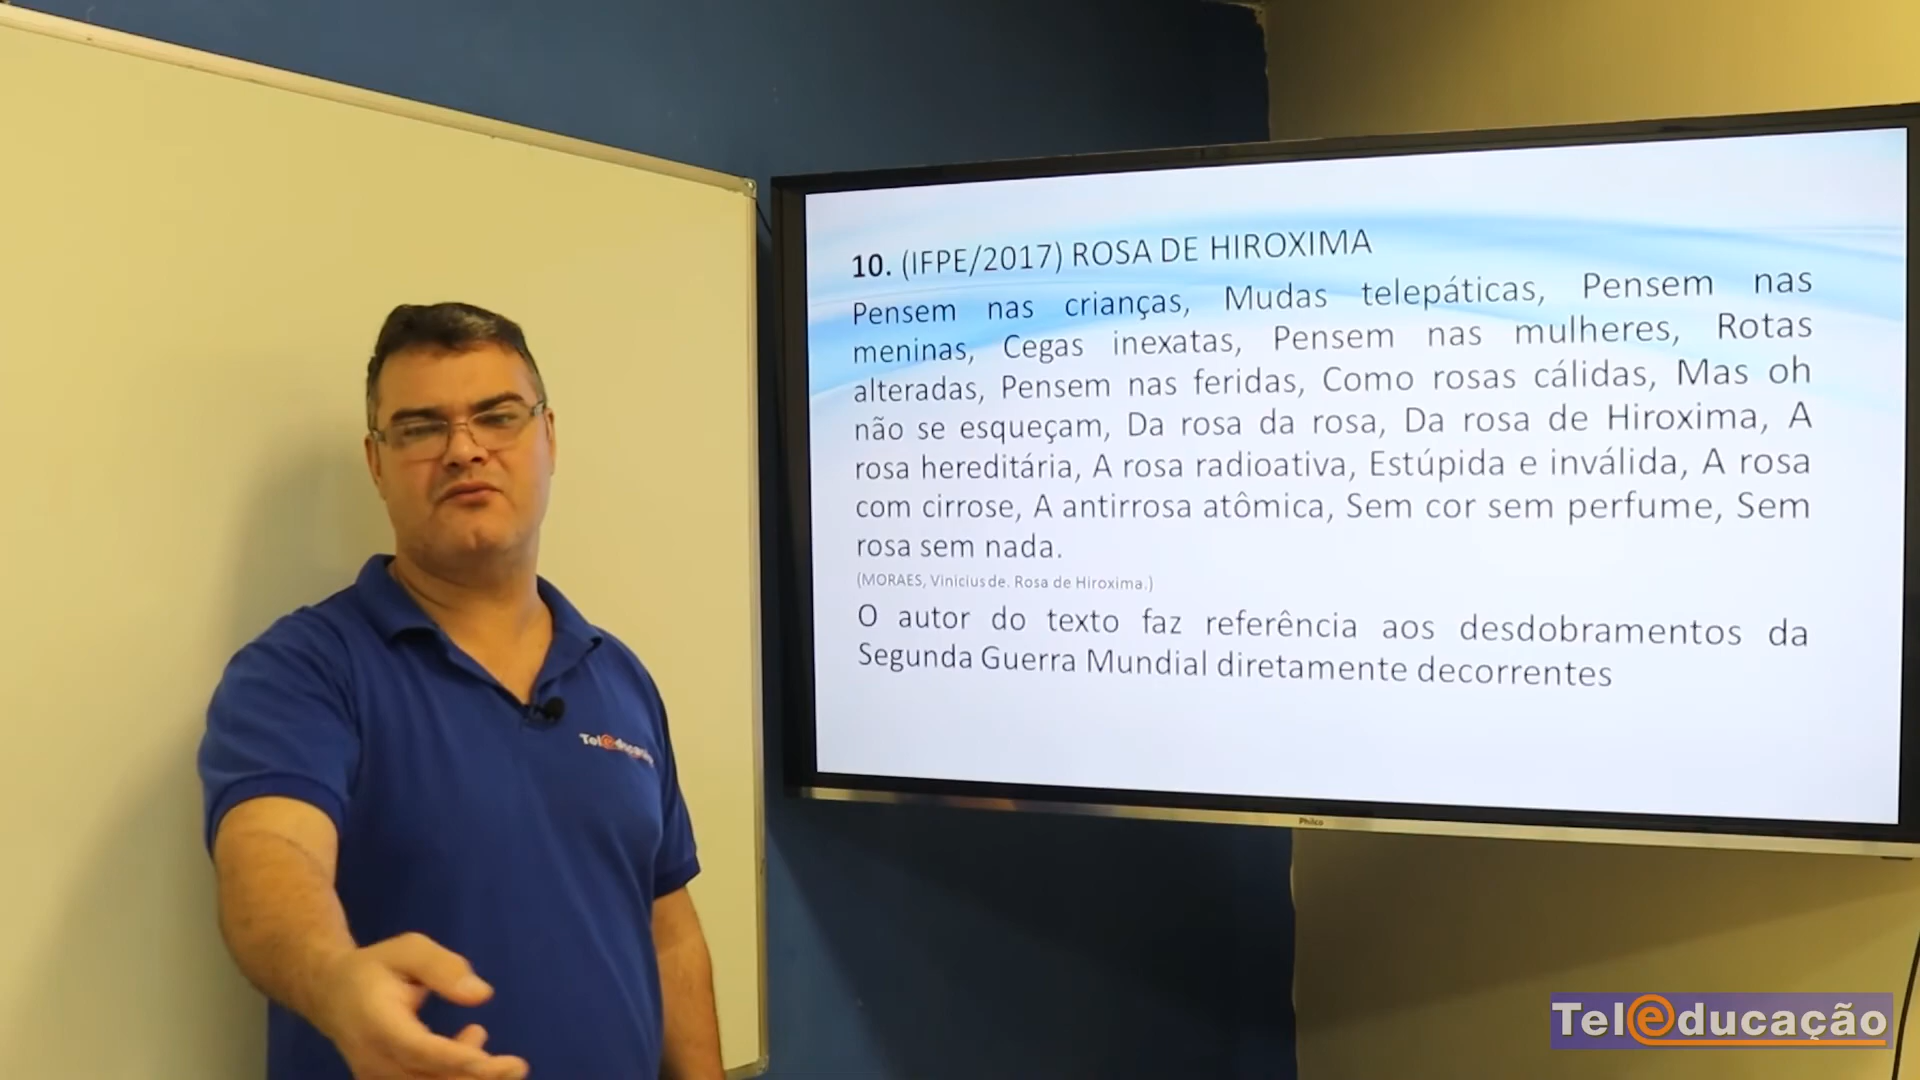 10. (IFPE/2017) ROSA DE HIROXIMA
Pensem nas crianças, Mudas telepáticas, Pensem nas
meninas, Cegas inexatas, Pensem nas mulheres, Rotas
alteradas, Pensem nas feridas, Como rosas cálidas, Mas oh
não se esqueçam, Da rosa da rosa, Da rosa de Hiroxima, A
rosa hereditária, A rosa radioativa, Estúpida e inválida, A rosa
com cirrose, A antirrosa atômica, Sem cor sem perfume, Sem
rosa sem nada.
(MORAES, Vinicius de. Rosa de Hiroxima.)
O autor do texto faz referência aos desdobramentos da
Segunda Guerra Mundial diretamente decorrentes
Philco
Teleducação
Teleducação